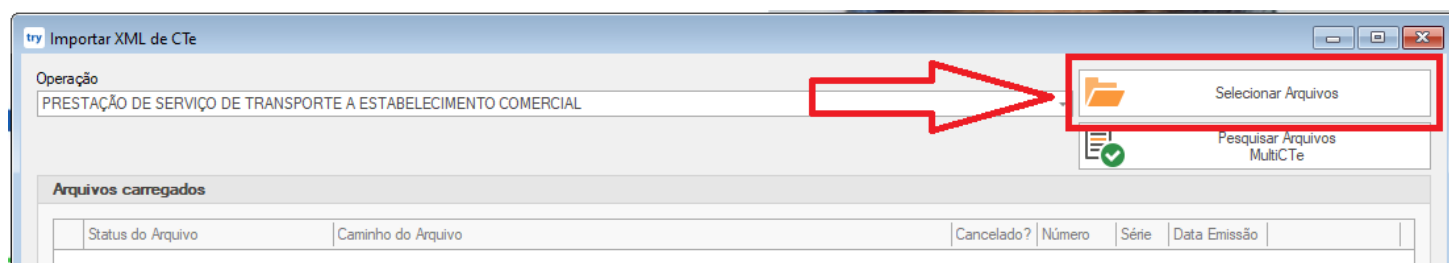 try Importar XML de CTe
Operação
PRESTAÇÃO DE SERVIÇO DE TRANSPORTE A ESTABELECIMENTO COMERCIAL
Selecionar Arquivos
Pesquisar Arquivos
MultiCTe
Arquivos carregados
Status do Arquivo Caminho do Arquivo Cancelado? Número Série Data Emissão